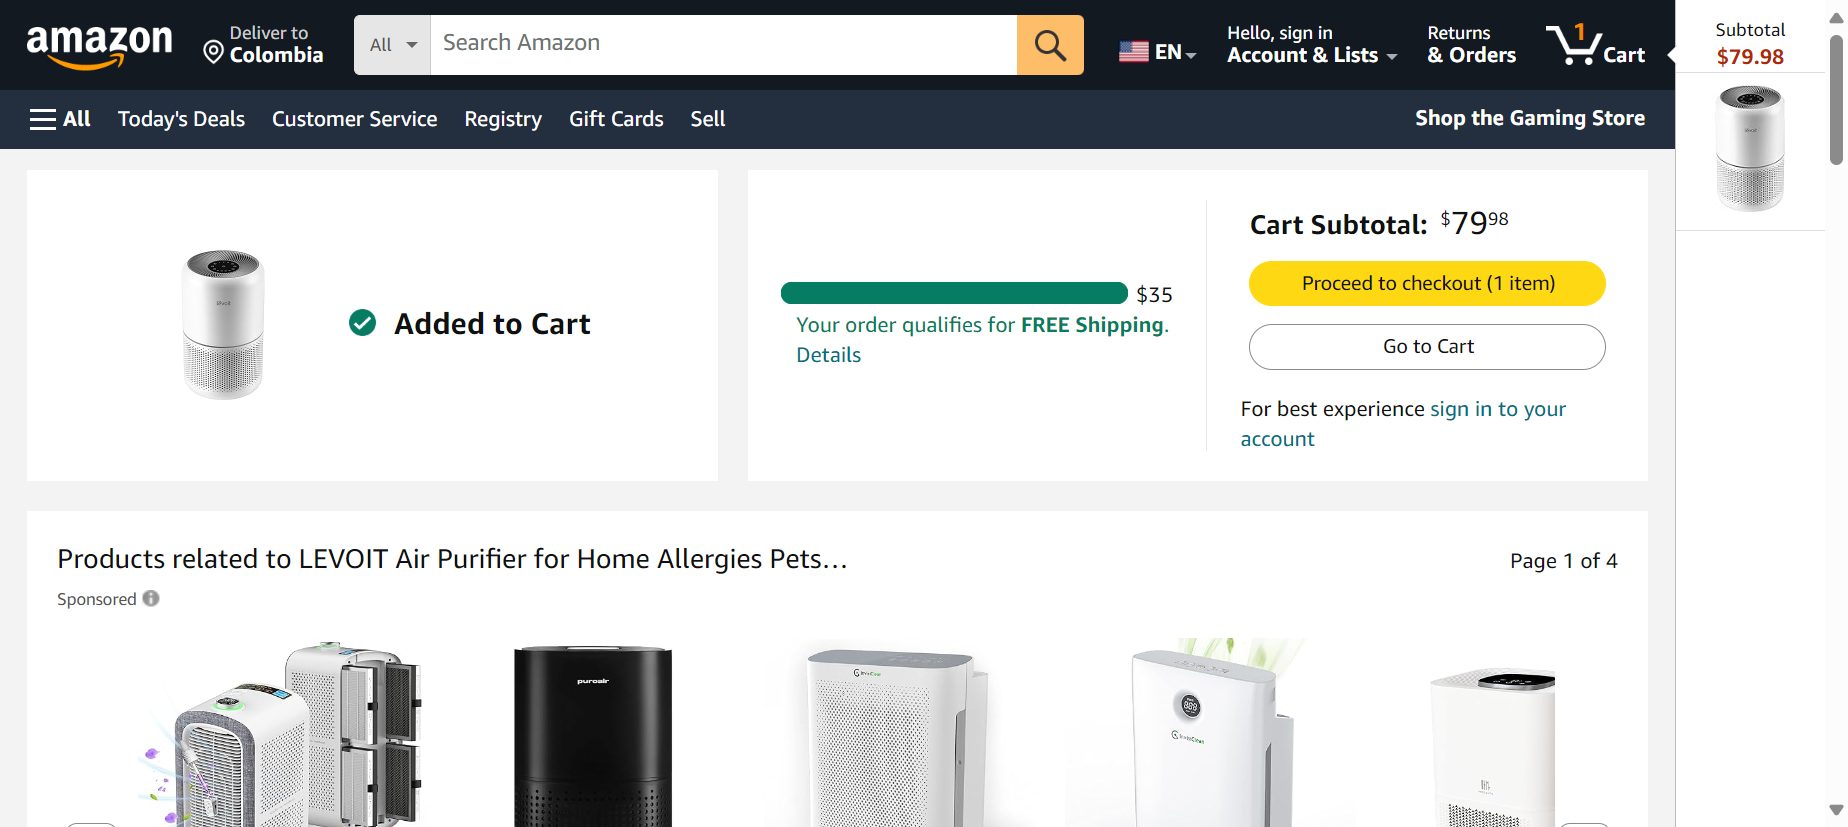 amazon
Deliver to
Colombia
All
Search Amazon
EN
Hello, sign in
Account & Lists
Returns
& Orders
1
Cart
Subtotal
$79.98
All
Today's Deals
Customer Service
Registry
Gift Cards
Sell
Shop the Gaming Store
levoit
levoit
Added to Cart
$35
Your order qualifies for FREE Shipping.
Details
Cart Subtotal: $79.98
Proceed to checkout (1 item)
Go to Cart
For best experience sign in to your
account
Products related to LEVOIT Air Purifier for Home Allergies Pets…
Page 1 of 4
Sponsored
puroair
InvisClean
InvisClean